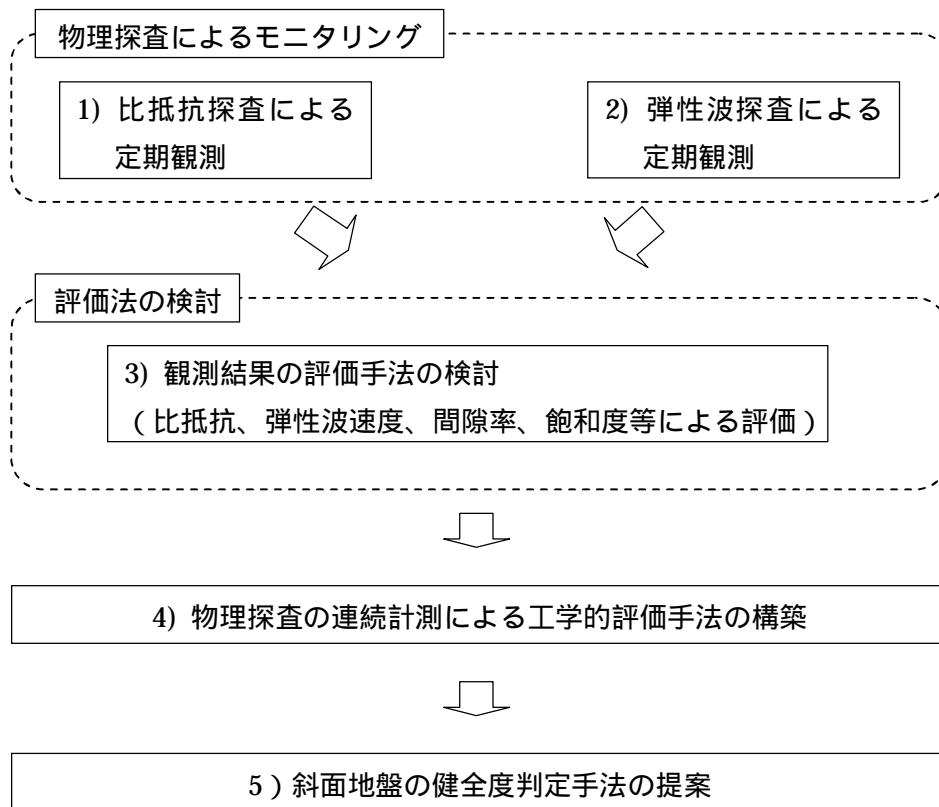 物理探査によるモニタリング
1) 比抵抗探査による
定期観測
2) 弾性波探査による
定期観測
評価法の検討
3) 観測結果の評価手法の検討
（比抵抗、弾性波速度、間隙率、飽和度等による評価）
4) 物理探査の連続計測による工学的評価手法の構築
5）斜面地盤の健全度判定手法の提案